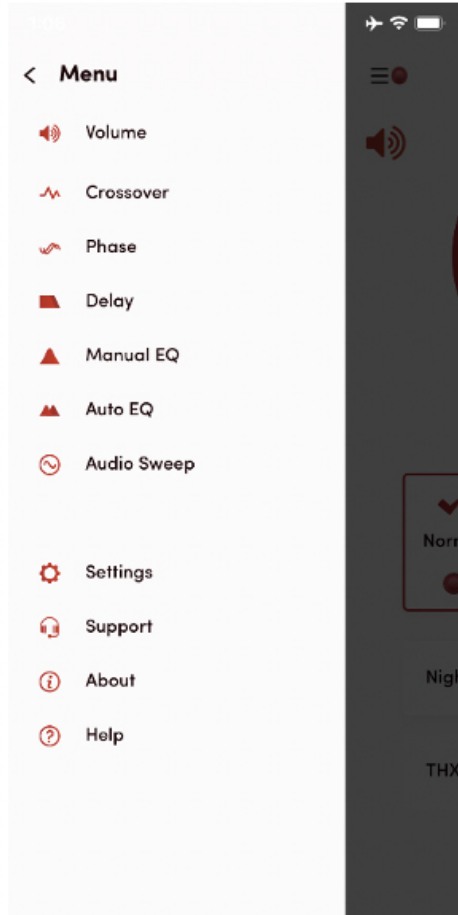 Menu
Volume
Crossover
Phase
Delay
Manual EQ
Auto EQ
Audio Sweep
Settings
Support
About
Help
THX